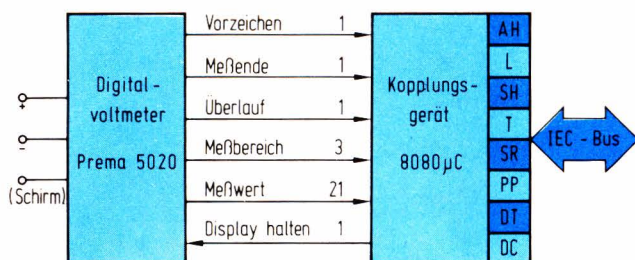 +
-
(Schirm)
Digital-
voltmeter
Prema 5020
Vorzeichen 1
Meßende 1
Überlauf 1
Meßbereich 3
Meßwert 21
Display halten 1
Kopplungs-
gerät
8080µC
AH
L
SH
T
SR
PP
DT
DC
IEC-Bus